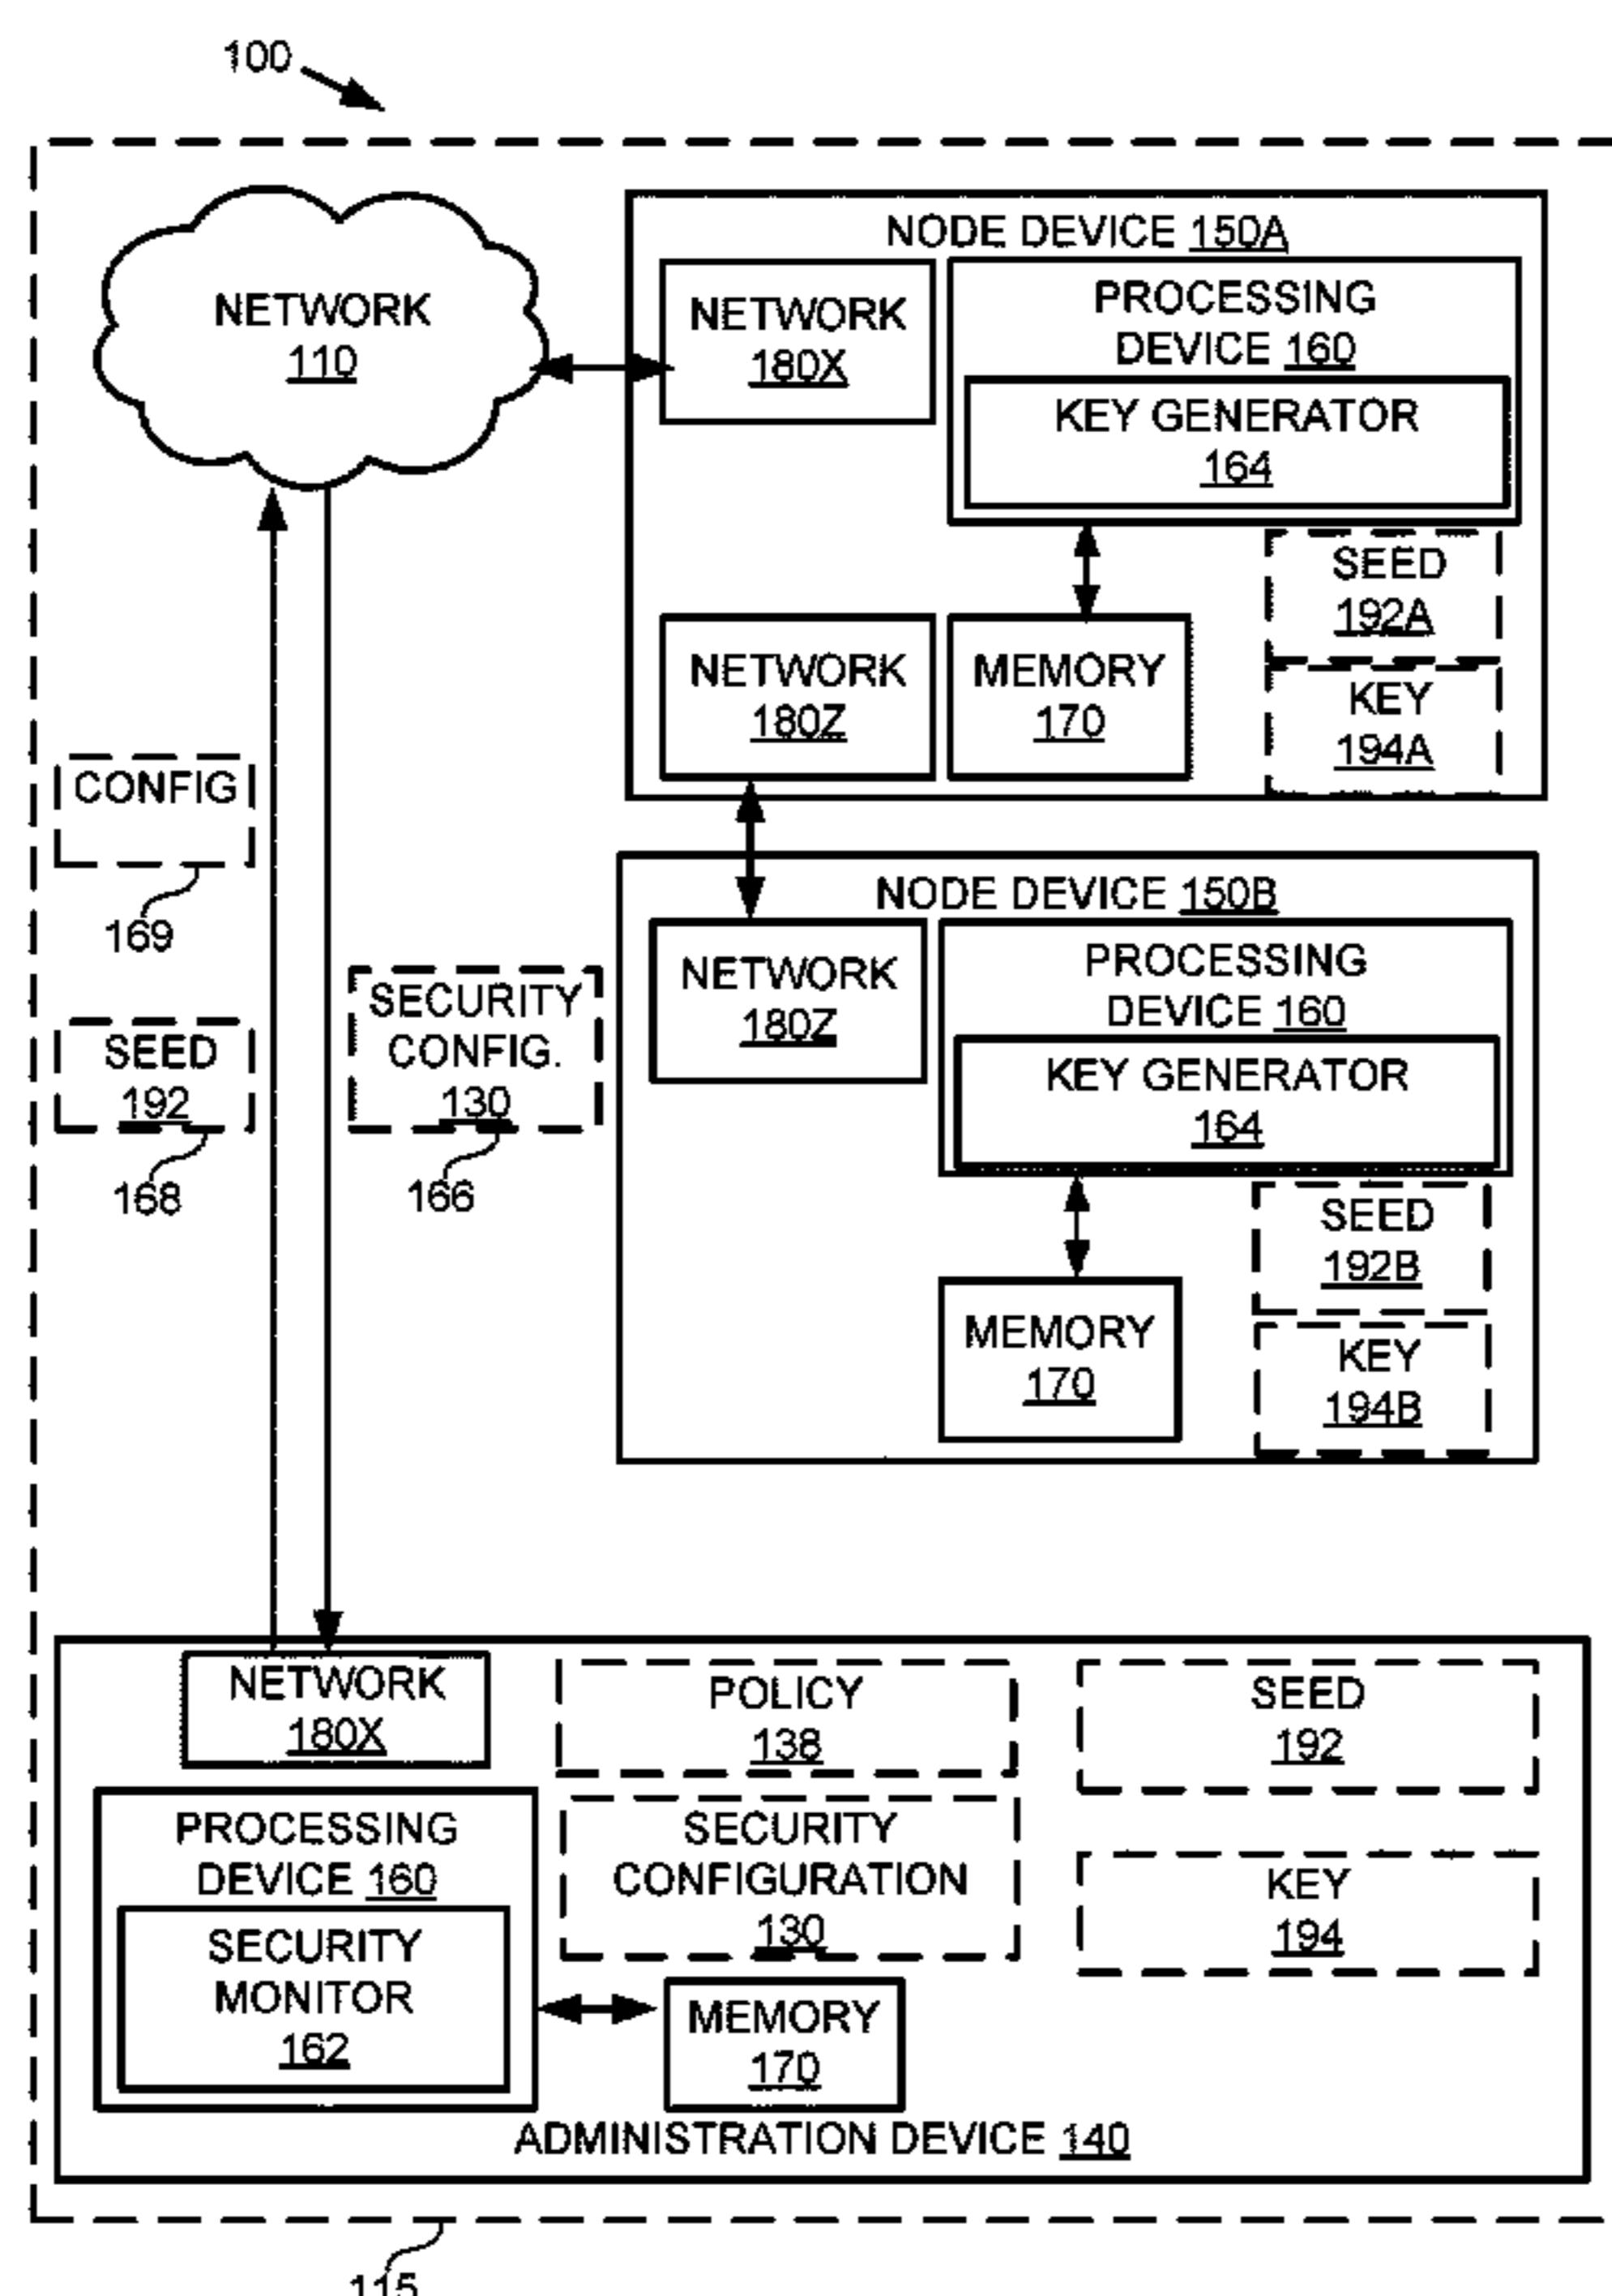 100
NETWORK
110
NODE DEVICE 150A
NETWORK
180X
PROCESSING
DEVICE 160
KEY GENERATOR
164
SEED
192A
NETWORK
180Z
MEMORY
170
KEY
194A
CONFIG
169
NODE DEVICE 150B
NETWORK
180Z
PROCESSING
DEVICE 160
KEY GENERATOR
164
SECURITY
CONFIG.
130
166
SEED
192
168
SEED
192B
MEMORY
170
KEY
194B
NETWORK
180X
POLICY
138
SEED
192
PROCESSING
DEVICE 160
SECURITY
MONITOR
162
SECURITY
CONFIGURATION
130
KEY
194
MEMORY
170
ADMINISTRATION DEVICE 140
115